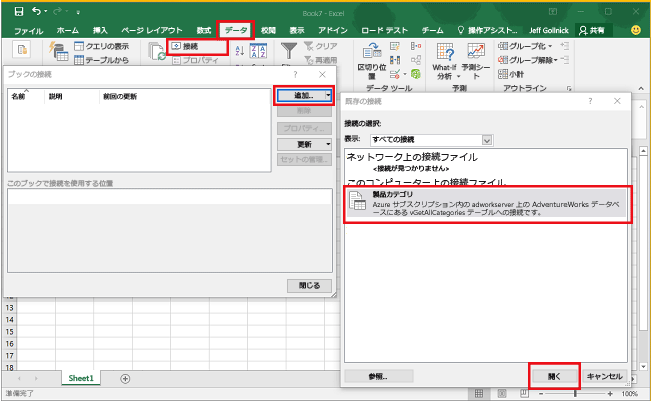 Book7 - Excel
ファイル ホーム 挿入 ページ レイアウト 数式 データ 校閲 表示 アドイン ロード テスト チーム 操作アシスト... Jeff Gollnick 共有
クエリの表示
テーブルから
接続
プロパティ
クリア
再適用
区切り位置
What-If 分析
予測シート
グループ化
グループ解除
小計
データ ツール 予測 アウトライン
ブックの接続
名前 説明 前回の更新
追加...
削除
プロパティ...
更新
セットの管理...
このブックで接続を使用する位置
閉じる
既存の接続
接続の選択:
表示: すべての接続
ネットワーク上の接続ファイル
<接続が見つかりません>
このコンピューター上の接続ファイル
製品カテゴリ
Azure サブスクリプション内の adworkserver 上の AdventureWorks データベ
ースにある vGetAllCategories テーブルへの接続です。
参照... 開く キャンセル
13
14
15
16
17
18
Sheet1
準備完了
100%